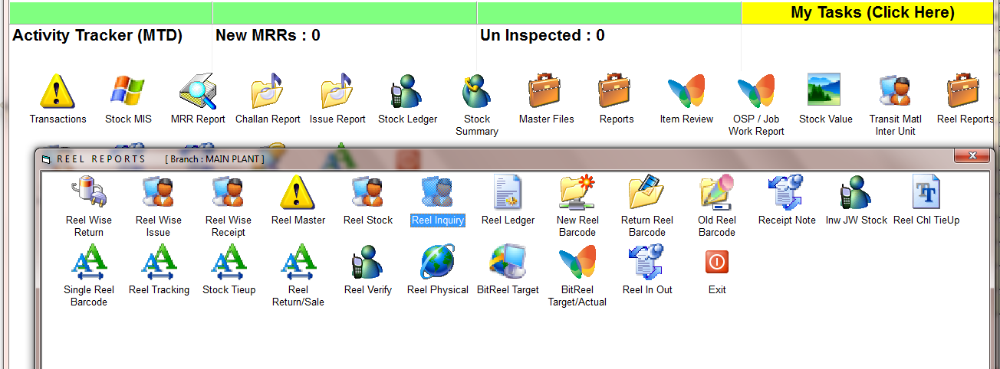 My Tasks (Click Here)
Activity Tracker (MTD) New MRRs : 0 Un Inspected : 0
Transactions Stock MIS MRR Report Challan Report Issue Report Stock Ledger Stock Master Files Reports Item Review OSP / Job Stock Value Transit Matl Reel Reports
Summary Work Report Inter Unit
REEL REPORTS [ Branch : MAIN PLANT ]
Reel Wise Reel Wise Reel Wise Reel Master Reel Stock Reel Inquiry Reel Ledger New Reel Return Reel Old Reel Receipt Note Inw JW Stock Reel Chl TieUp
Return Issue Receipt Barcode Barcode Barcode
Single Reel Reel Tracking Stock Tieup Reel Reel Verify Reel Physical BitReel Target BitReel Reel In Out Exit
Barcode Return/Sale Target/Actual